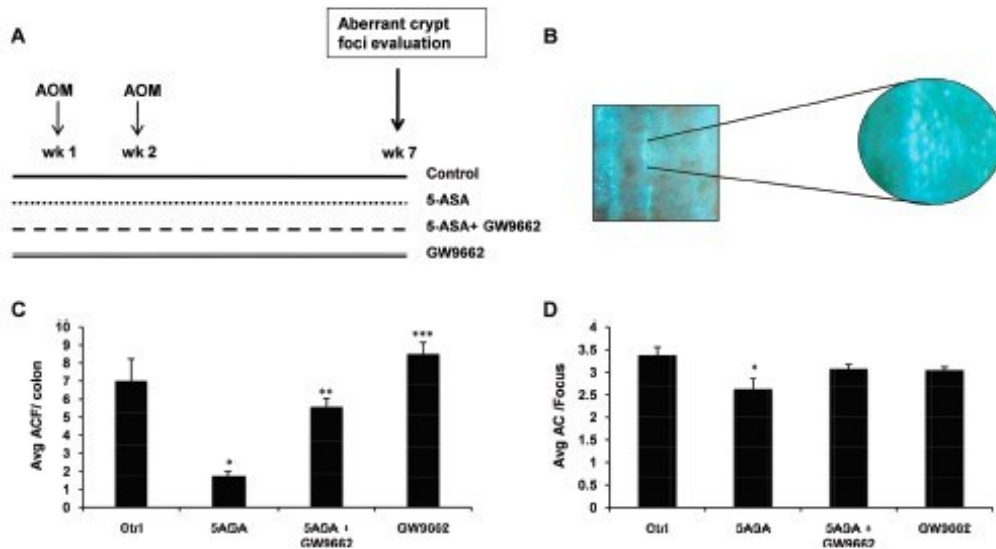 A
Aberrant crypt
foci evaluation
AOM
AOM
wk 1
wk 2
wk 7
Control
5-ASA
5-ASA+ GW9662
GW9662
B
C
Avg ACF/ colon
10
9
8
7
6
5
4
3
2
1
0
*
**
***
Ctrl
5ASA
5ASA +
GW9662
GW9662
D
Avg AC /Focus
4
3.5
3
2.5
2
1.5
1
0.5
0
*
Ctrl
5ASA
5ASA +
GW9662
GW9662